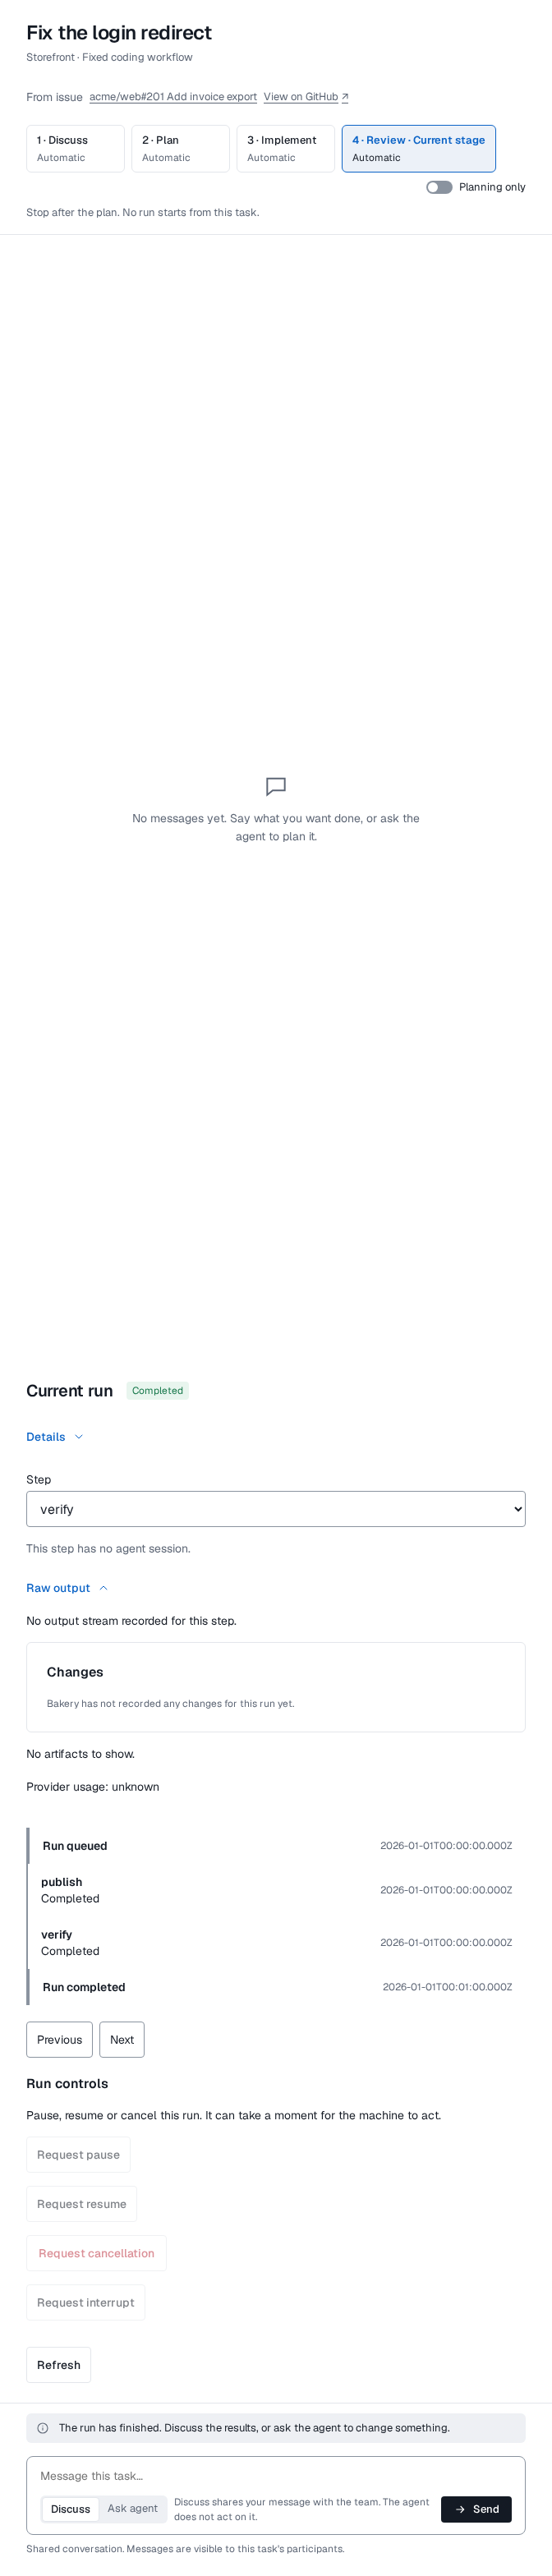 Fix the login redirect
Storefront · Fixed coding workflow
From issue acme/web#201 Add invoice export View on GitHub ↗
1 · Discuss
Automatic
2 · Plan
Automatic
3 · Implement
Automatic
4 · Review · Current stage
Automatic
Planning only
Stop after the plan. No run starts from this task.
No messages yet. Say what you want done, or ask the
agent to plan it.
Current run Completed
Details
Step
verify
This step has no agent session.
Raw output
No output stream recorded for this step.
Changes
Bakery has not recorded any changes for this run yet.
No artifacts to show.
Provider usage: unknown
Run queued 2026-01-01T00:00:00.000Z
publish
Completed
2026-01-01T00:00:00.000Z
verify
Completed
2026-01-01T00:00:00.000Z
Run completed 2026-01-01T00:01:00.000Z
Previous Next
Run controls
Pause, resume or cancel this run. It can take a moment for the machine to act.
Request pause
Request resume
Request cancellation
Request interrupt
Refresh
The run has finished. Discuss the results, or ask the agent to change something.
Message this task...
Discuss Ask agent
Discuss shares your message with the team. The agent
does not act on it.
→ Send
Shared conversation. Messages are visible to this task's participants.